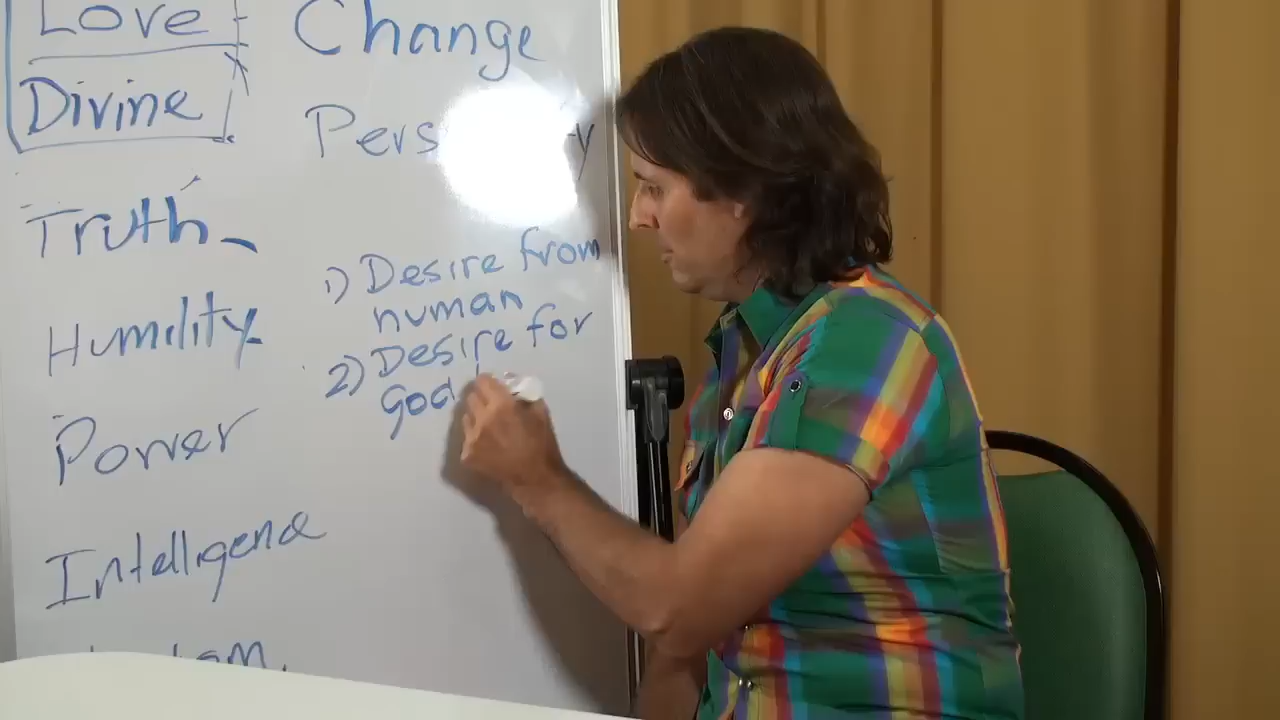 Love
Divine
Truth
Humility
Power
Intelligence
Change
1) Desire from
human
2) Desire for
God